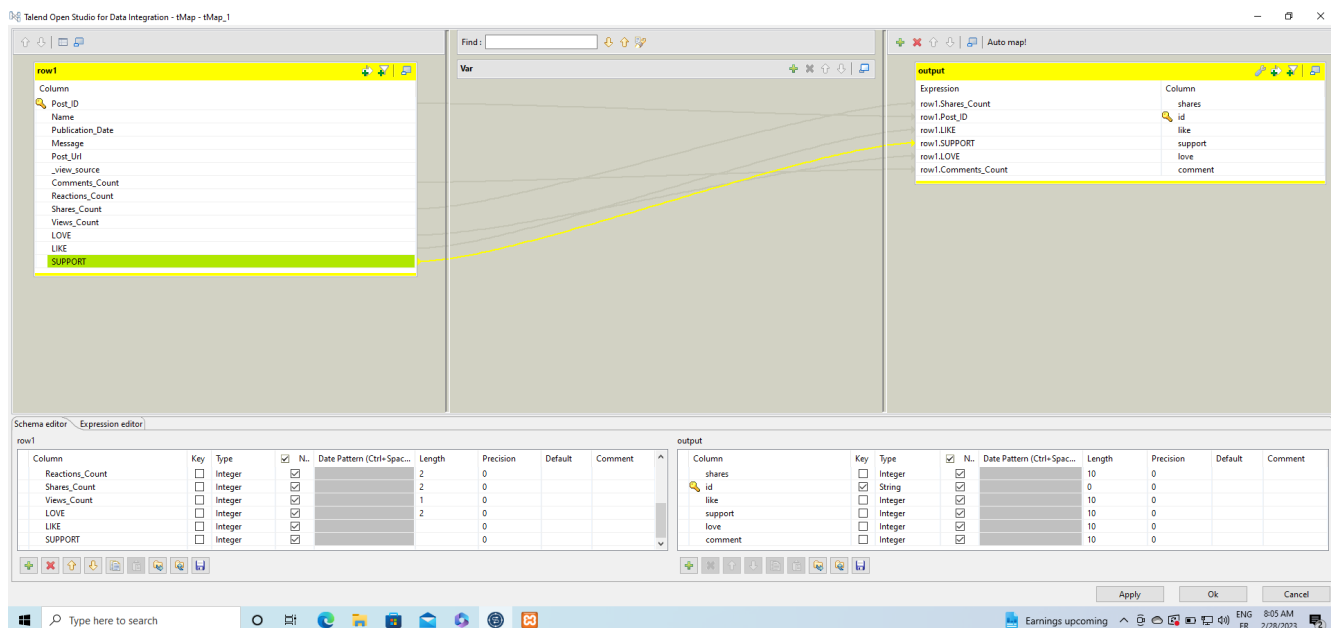 Talend Open Studio for Data Integration - tMap - tMap_1
Find :
Auto map!
row1
Column
Post_ID
Name
Publication_Date
Message
Post_Url
_view_source
Comments_Count
Reactions_Count
Shares_Count
Views_Count
LOVE
LIKE
SUPPORT
Var
output
Expression Column
row1.Shares_Count shares
row1.Post_ID id
row1.LIKE like
row1.SUPPORT support
row1.LOVE love
row1.Comments_Count comment
Schema editor Expression editor
row1
Column Key Type N.. Date Pattern (Ctrl+Spac... Length Precision Default Comment
Reactions_Count Integer 2 0
Shares_Count Integer 2 0
Views_Count Integer 1 0
LOVE Integer 2 0
LIKE Integer 0
SUPPORT Integer 0
output
Column Key Type N.. Date Pattern (Ctrl+Spac... Length Precision Default Comment
shares Integer 10 0
id String 0 0
like Integer 10 0
support Integer 10 0
love Integer 10 0
comment Integer 10 0
Apply Ok Cancel
Type here to search
Earnings upcoming
ENG
FR
8:05 AM
2/28/2023
2